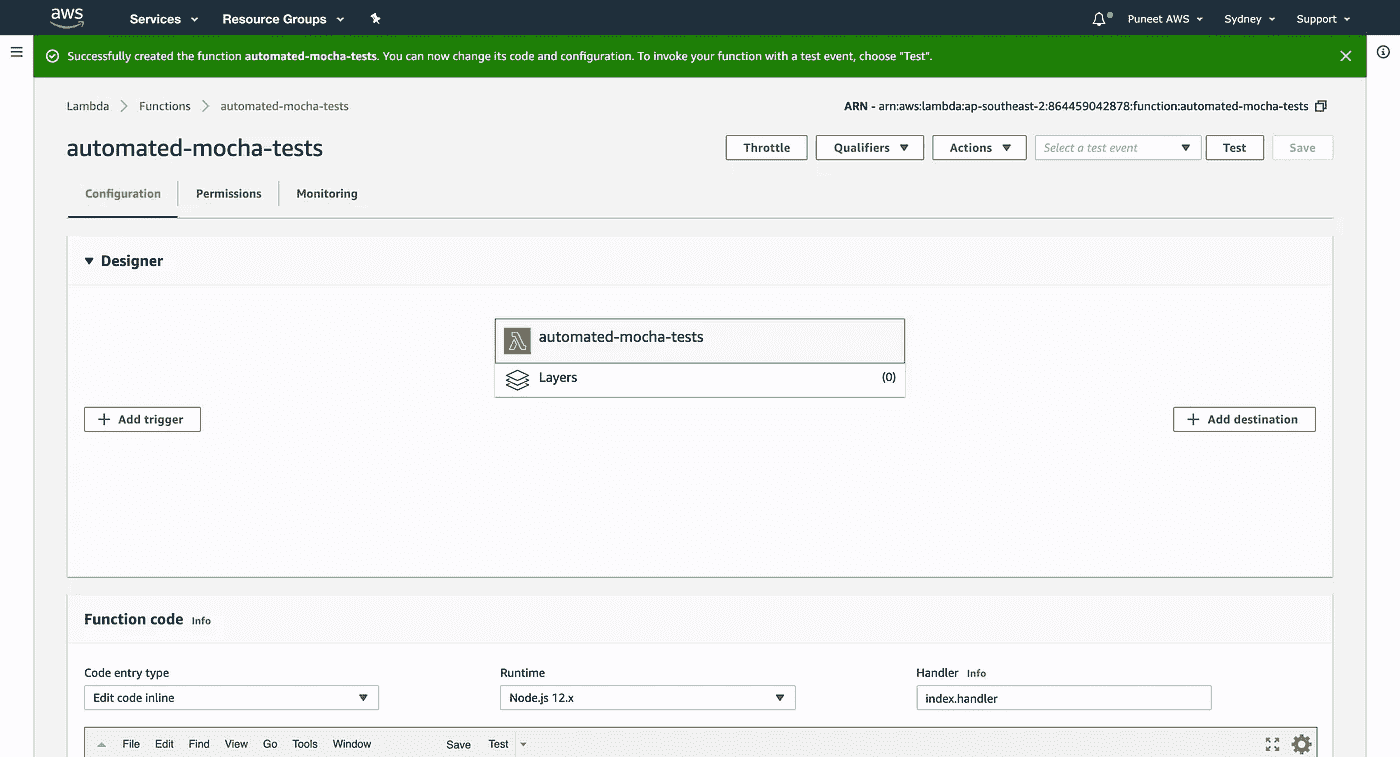 aws Services Resource Groups Puneet AWS Sydney Support
Successfully created the function automated-mocha-tests. You can now change its code and configuration. To invoke your function with a test event, choose "Test".
Lambda Functions automated-mocha-tests ARN - arn:aws:lambda:ap-southeast-2:864459042878:function:automated-mocha-tests
automated-mocha-tests Throttle Qualifiers Actions Select a test event Test Save
Configuration Permissions Monitoring
Designer
automated-mocha-tests
Layers (0)
Add trigger Add destination
Function code Info
Code entry type Runtime Handler Info
Edit code inline Node.js 12.x index.handler
File Edit Find View Go Tools Window Save Test